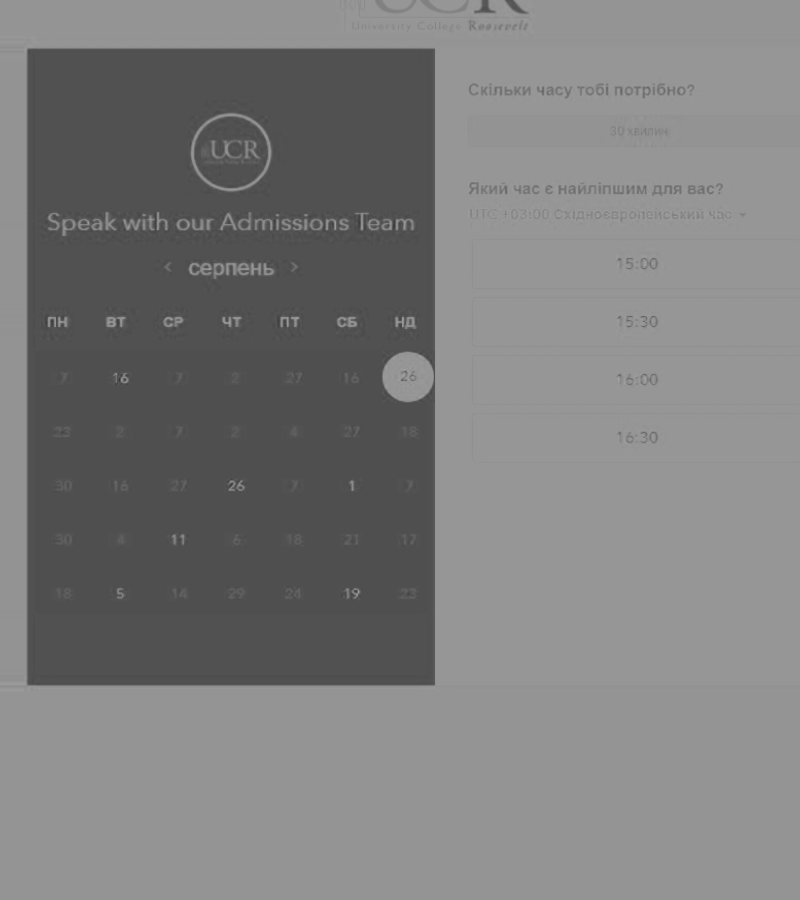 UCR
University College Roosevelt
UCR
Speak with our Admissions Team
< серпень >
ПН ВТ СР ЧТ ПТ СБ НД
7 16 7 2 27 16 26
23 2 7 2 4 27 18
30 16 27 26 7 1 7
30 4 11 6 18 21 17
18 5 14 29 24 19 23
Скільки часу тобі потрібно?
30 хвилин
Який час є найліпшим для вас?
UTC +03:00 Східноєвропейський час
15:00
15:30
16:00
16:30